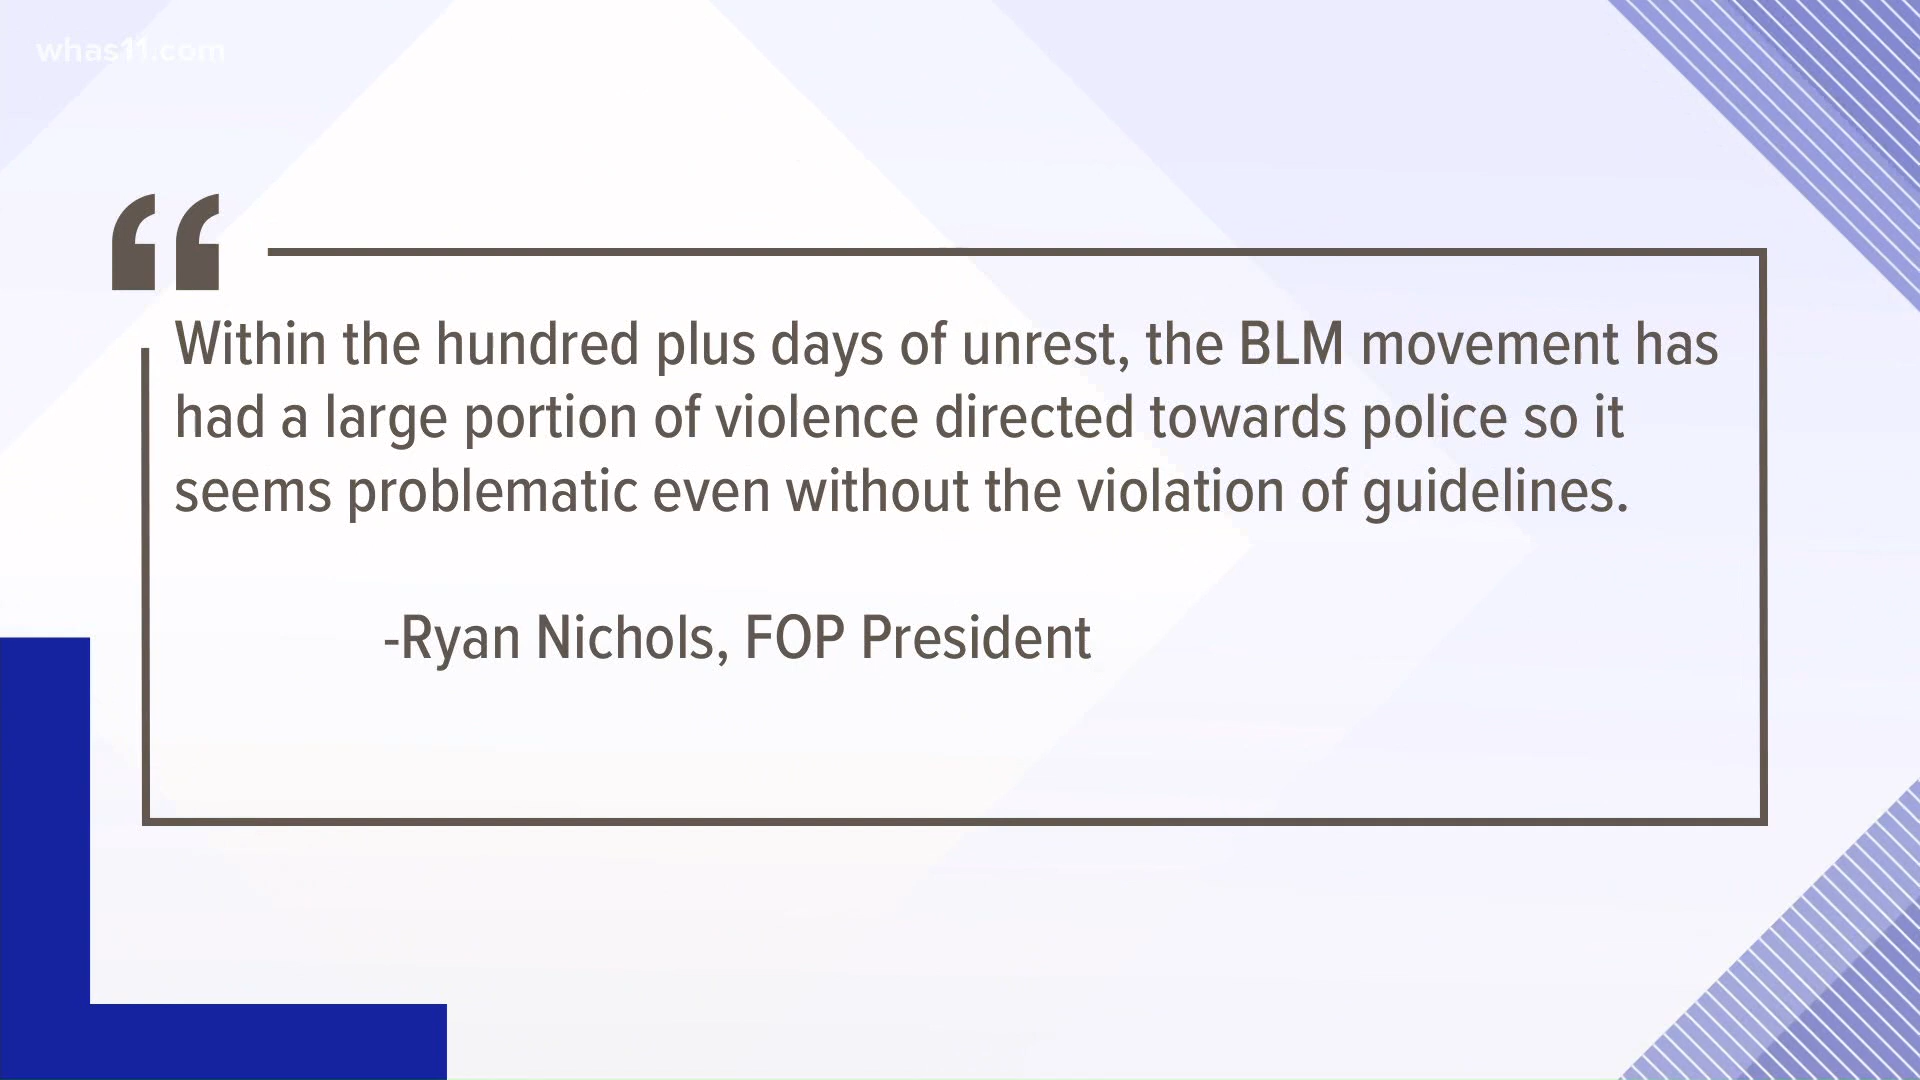 whas11.com
“
Within the hundred plus days of unrest, the BLM movement has
had a large portion of violence directed towards police so it
seems problematic even without the violation of guidelines.
-Ryan Nichols, FOP President